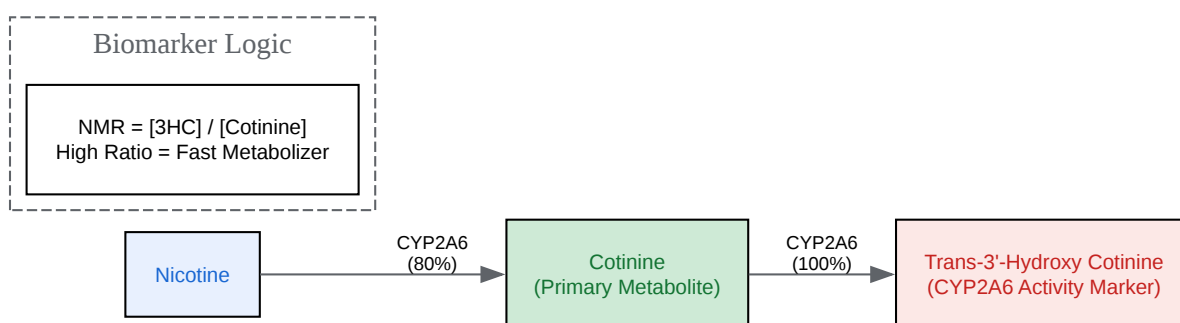 Biomarker Logic
NMR = [3HC] / [Cotinine]
High Ratio = Fast Metabolizer
Nicotine
CYP2A6
(80%)
Cotinine
(Primary Metabolite)
CYP2A6
(100%)
Trans-3'-Hydroxy Cotinine
(CYP2A6 Activity Marker)